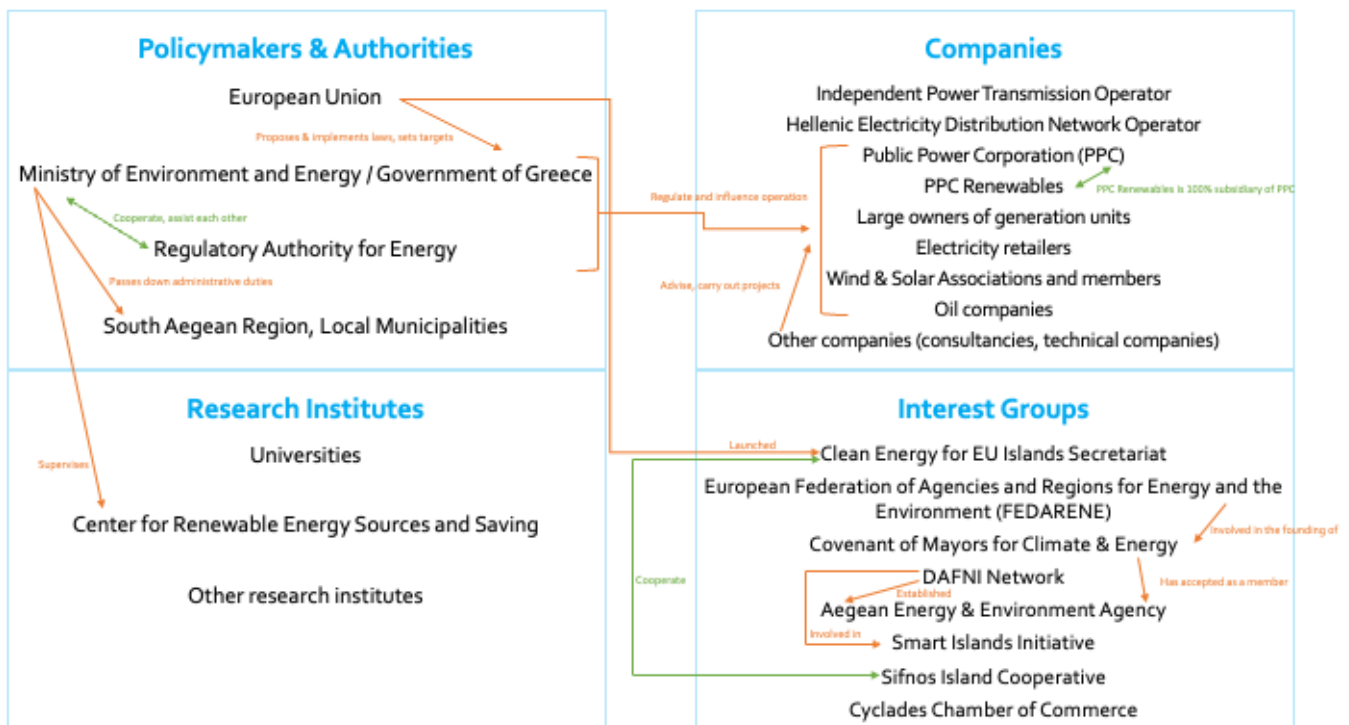 Policymakers & Authorities
European Union
Proposes & implements laws, sets targets
Ministry of Environment and Energy / Government of Greece
Cooperate, assist each other
Regulatory Authority for Energy
Passes down administrative duties
South Aegean Region, Local Municipalities
Regulate and influence operation
Advise, carry out projects
Companies
Independent Power Transmission Operator
Hellenic Electricity Distribution Network Operator
Public Power Corporation (PPC)
PPC Renewables
PPC Renewables is 100% subsidiary of PPC
Large owners of generation units
Electricity retailers
Wind & Solar Associations and members
Oil companies
Other companies (consultancies, technical companies)
Research Institutes
Universities
Supervises
Center for Renewable Energy Sources and Saving
Other research institutes
Interest Groups
Launched
Clean Energy for EU Islands Secretariat
European Federation of Agencies and Regions for Energy and the
Environment (FEDARENE)
Involved in the founding of
Covenant of Mayors for Climate & Energy
Cooperate
DAFNI Network
Has accepted as a member
Established
Aegean Energy & Environment Agency
Involved in
Smart Islands Initiative
Sifnos Island Cooperative
Cyclades Chamber of Commerce